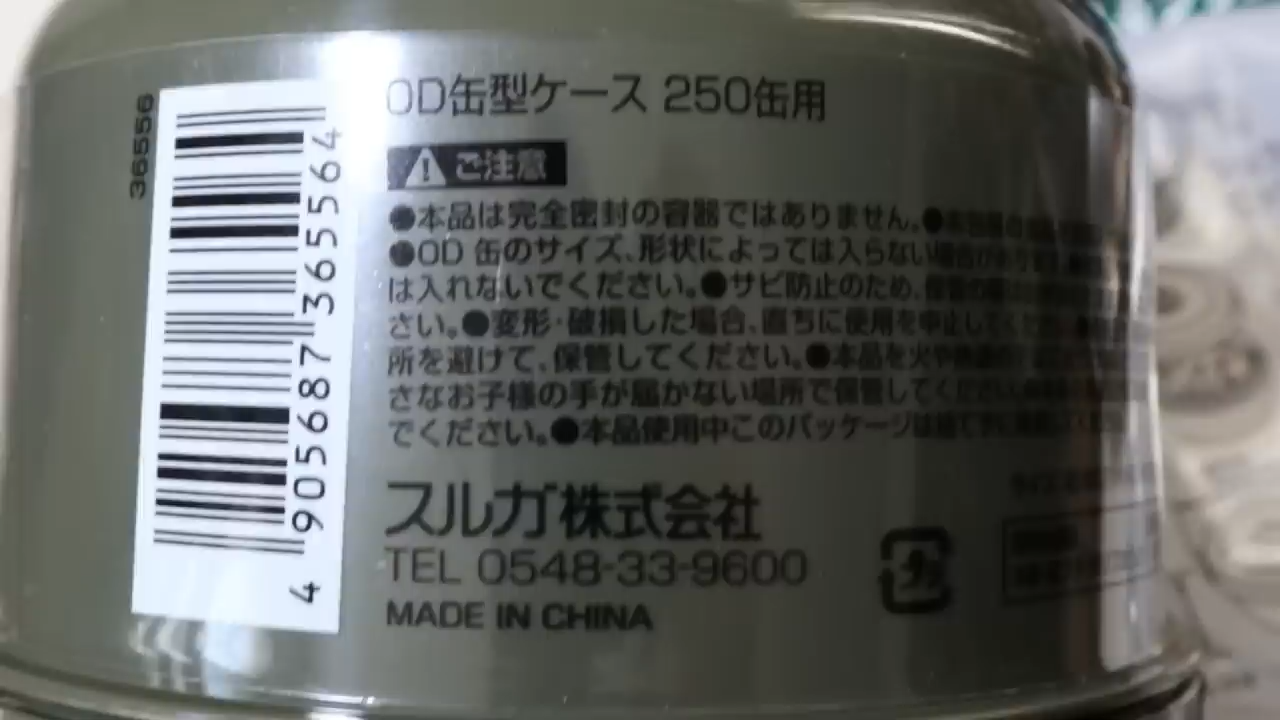 36556
4 905687 365564
OD缶型ケース 250缶用
ご注意
●本品は完全密封の容器ではありません。●
●OD 缶のサイズ、形状によっては入らない場合が
は入れないでください。●サビ防止のため、
さい。●変形・破損した場合、直ちに使用を中止して
所を避けて、保管してください。●本品を火や
さなお子様の手が届かない場所で保管してください。
でください。●本品使用中このパッケージは捨てずに
スルガ株式会社
TEL 0548-33-9600
MADE IN CHINA
プラ